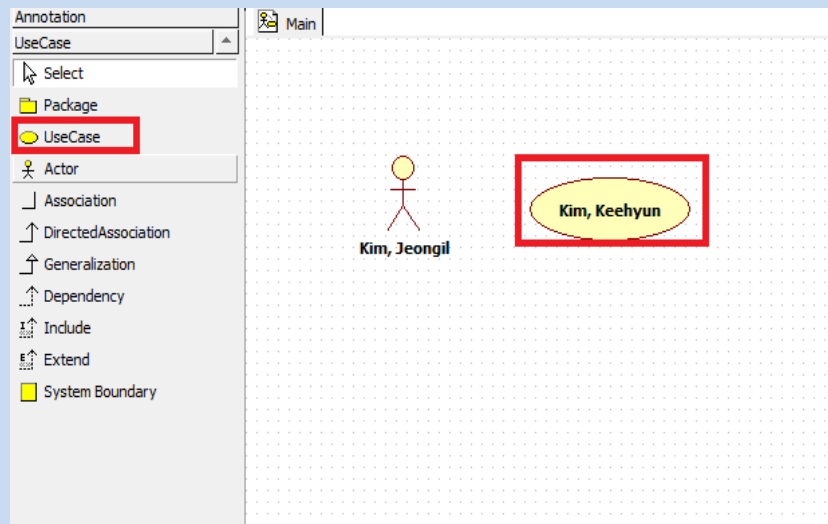 Annotation
UseCase
Select
Package
UseCase
Actor
Association
DirectedAssociation
Generalization
Dependency
Include
Extend
System Boundary
Main
Kim, Jeongil
Kim, Keehyun